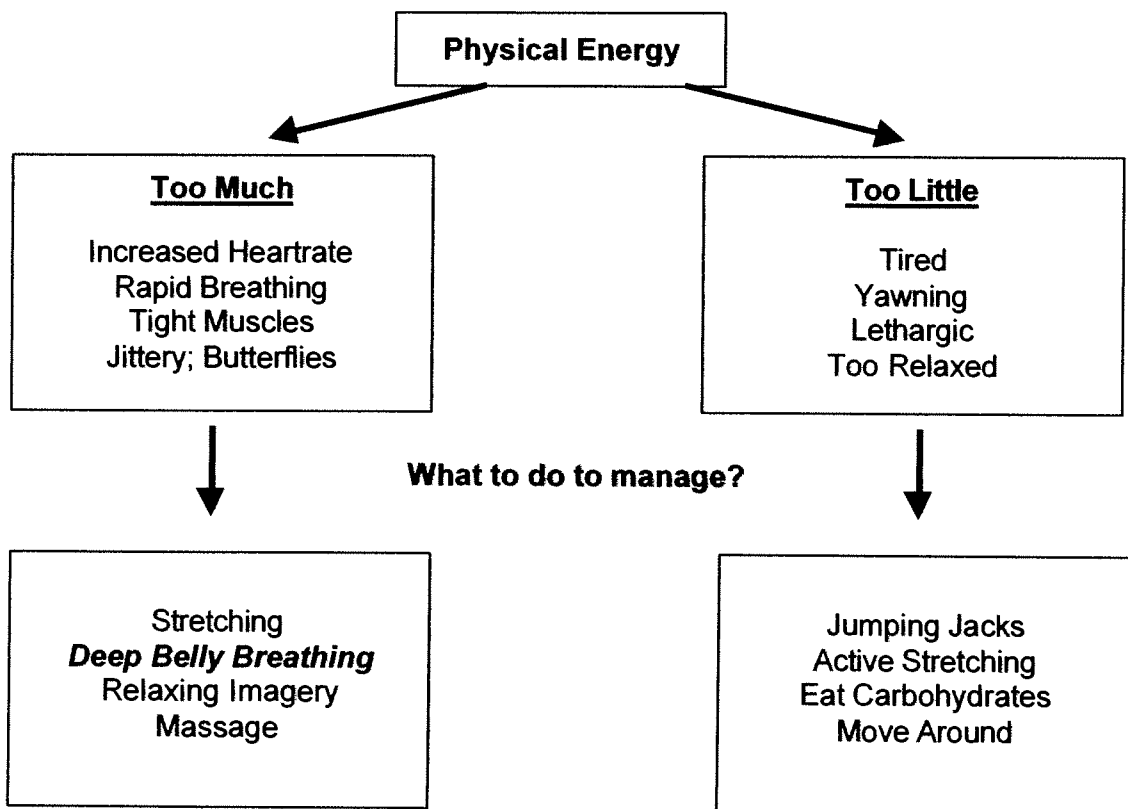 Physical Energy
Too Much
Increased Heartrate
Rapid Breathing
Tight Muscles
Jittery; Butterflies
Too Little
Tired
Yawning
Lethargic
Too Relaxed
What to do to manage?
Stretching
Deep Belly Breathing
Relaxing Imagery
Massage
Jumping Jacks
Active Stretching
Eat Carbohydrates
Move Around